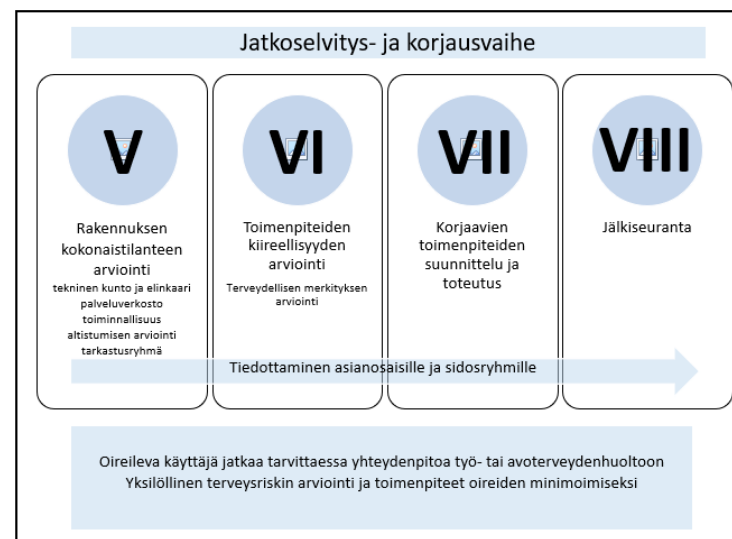 Jatkoselvitys- ja korjausvaihe
V
Rakennuksen
kokonaistilanteen
arviointi
tekninen kunto ja elinkaari
palveluverkosto
toiminnallisuus
altistumisen arviointi
tarkastusryhmä
VI
Toimenpiteiden
kiireellisyyden
arviointi
Terveydellisen merkityksen
arviointi
VII
Korjaavien
toimenpiteiden
suunnittelu ja
toteutus
VIII
Jälkiseuranta
Tiedottaminen asianosaisille ja sidosryhmille
Oireileva käyttäjä jatkaa tarvittaessa yhteydenpitoa työ- tai avoterveydenhuoltoon
Yksilöllinen terveysriskin arviointi ja toimenpiteet oireiden minimoimiseksi